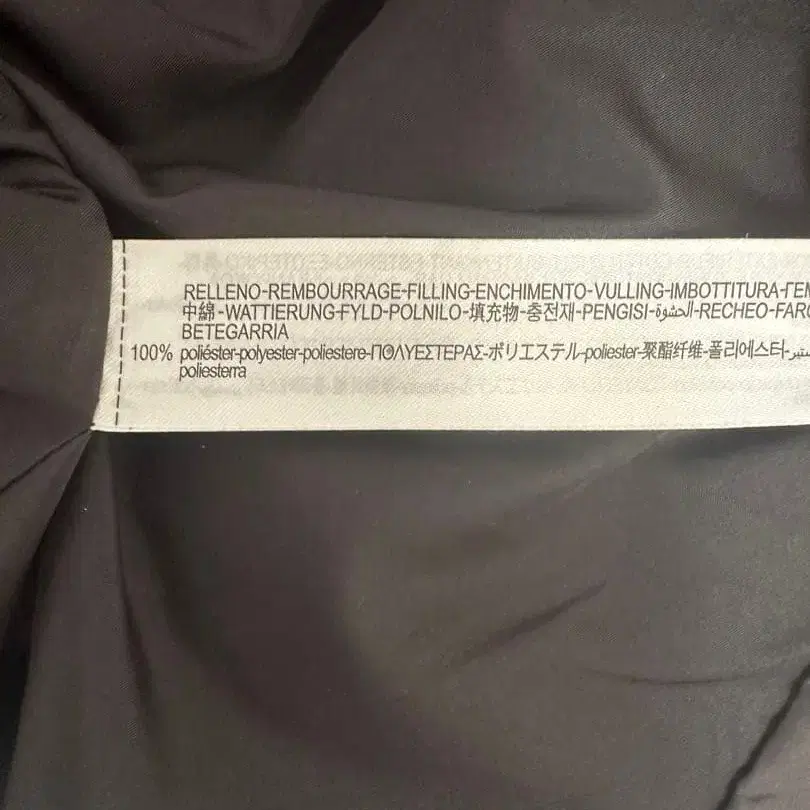 RELLENO-REMBOURRAGE-FILLING-ENCHIMENTO-VULLING-IMBOTTITURA-
中綿-WATTIERUNG-FYLD-POLNILO-填充物-충전재-PENGISI-الحشوة-RECHEO-
BETEGARRIA
100% poliéster-polyester-poliestere-ΠΟΛΥΕΣΤΕΡΑΣ-ポリエステル-poliester-聚酯纤维-폴리에스터-
poliesterra